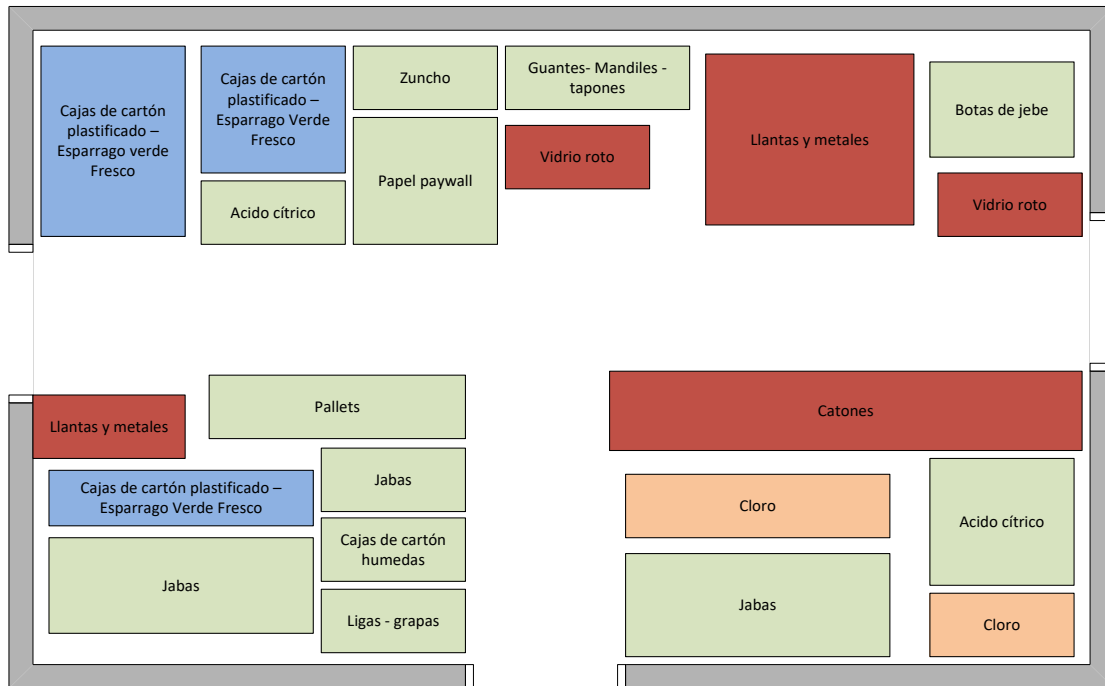 Cajas de cartón
plastificado –
Esparrago verde
Fresco
Cajas de cartón
plastificado –
Esparrago Verde
Fresco
Acido cítrico
Zuncho
Papel paywall
Guantes- Mandiles -
tapones
Vidrio roto
Llantas y metales
Botas de jebe
Vidrio roto
Llantas y metales
Pallets
Cajas de cartón plastificado –
Esparrago Verde Fresco
Jabas
Jabas
Cajas de cartón
humedas
Ligas - grapas
Catones
Cloro
Jabas
Acido cítrico
Cloro